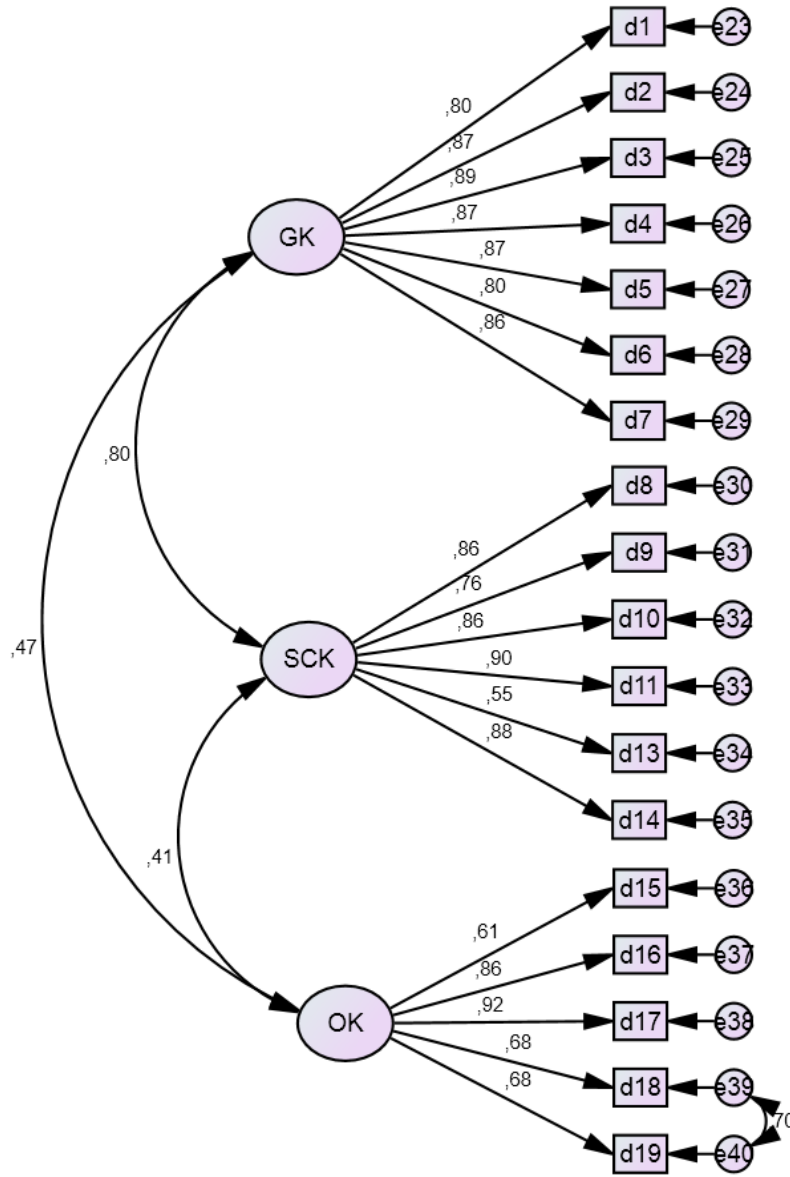 d1 e23
d2 e24
,80
,87
d3 e25
,89
,87
d4 e26
GK
,87
d5 e27
,80
,86
d6 e28
d7 e29
,80
d8 e30
,86
d9 e31
,76
,86
d10 e32
,47
SCK
,90
d11 e33
,55
,88
d13 e34
d14 e35
,41
d15 e36
,61
,86
d16 e37
,92
OK
d17 e38
,68
,68
d18 e39
70
d19 e40